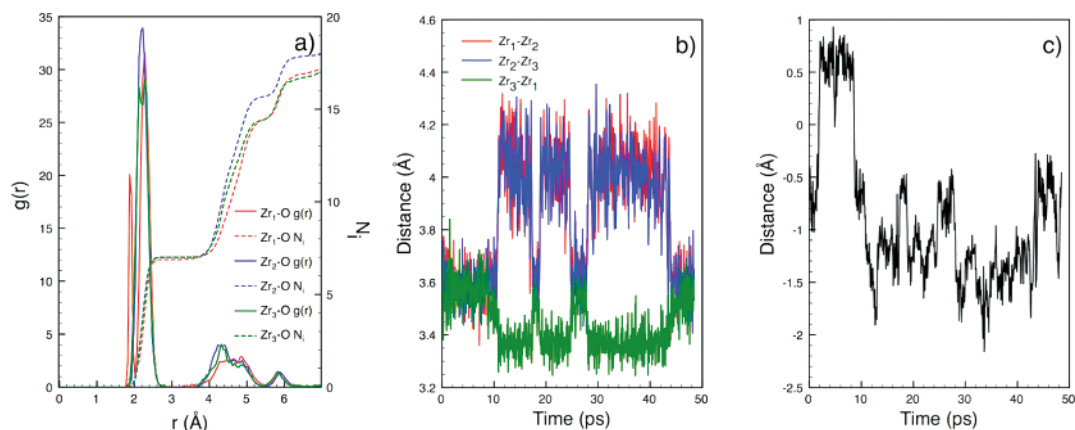 a)
g(r)
35
30
25
20
15
10
5
0
20
15
10
5
0
N_i
Zr₁-O g(r)
Zr₁-O Nᵢ
Zr₂-O g(r)
Zr₂-O Nᵢ
Zr₃-O g(r)
Zr₃-O Nᵢ
0 1 2 3 4 5 6
r (Å)
b)
Distance (Å)
4.6
4.4
4.2
4
3.8
3.6
3.4
3.2
Zr₁-Zr₂
Zr₂-Zr₃
Zr₃-Zr₁
0 10 20 30 40 50
Time (ps)
c)
Distance (Å)
1
0.5
0
-0.5
-1
-1.5
-2
-2.5
0 10 20 30 40 50
Time (ps)